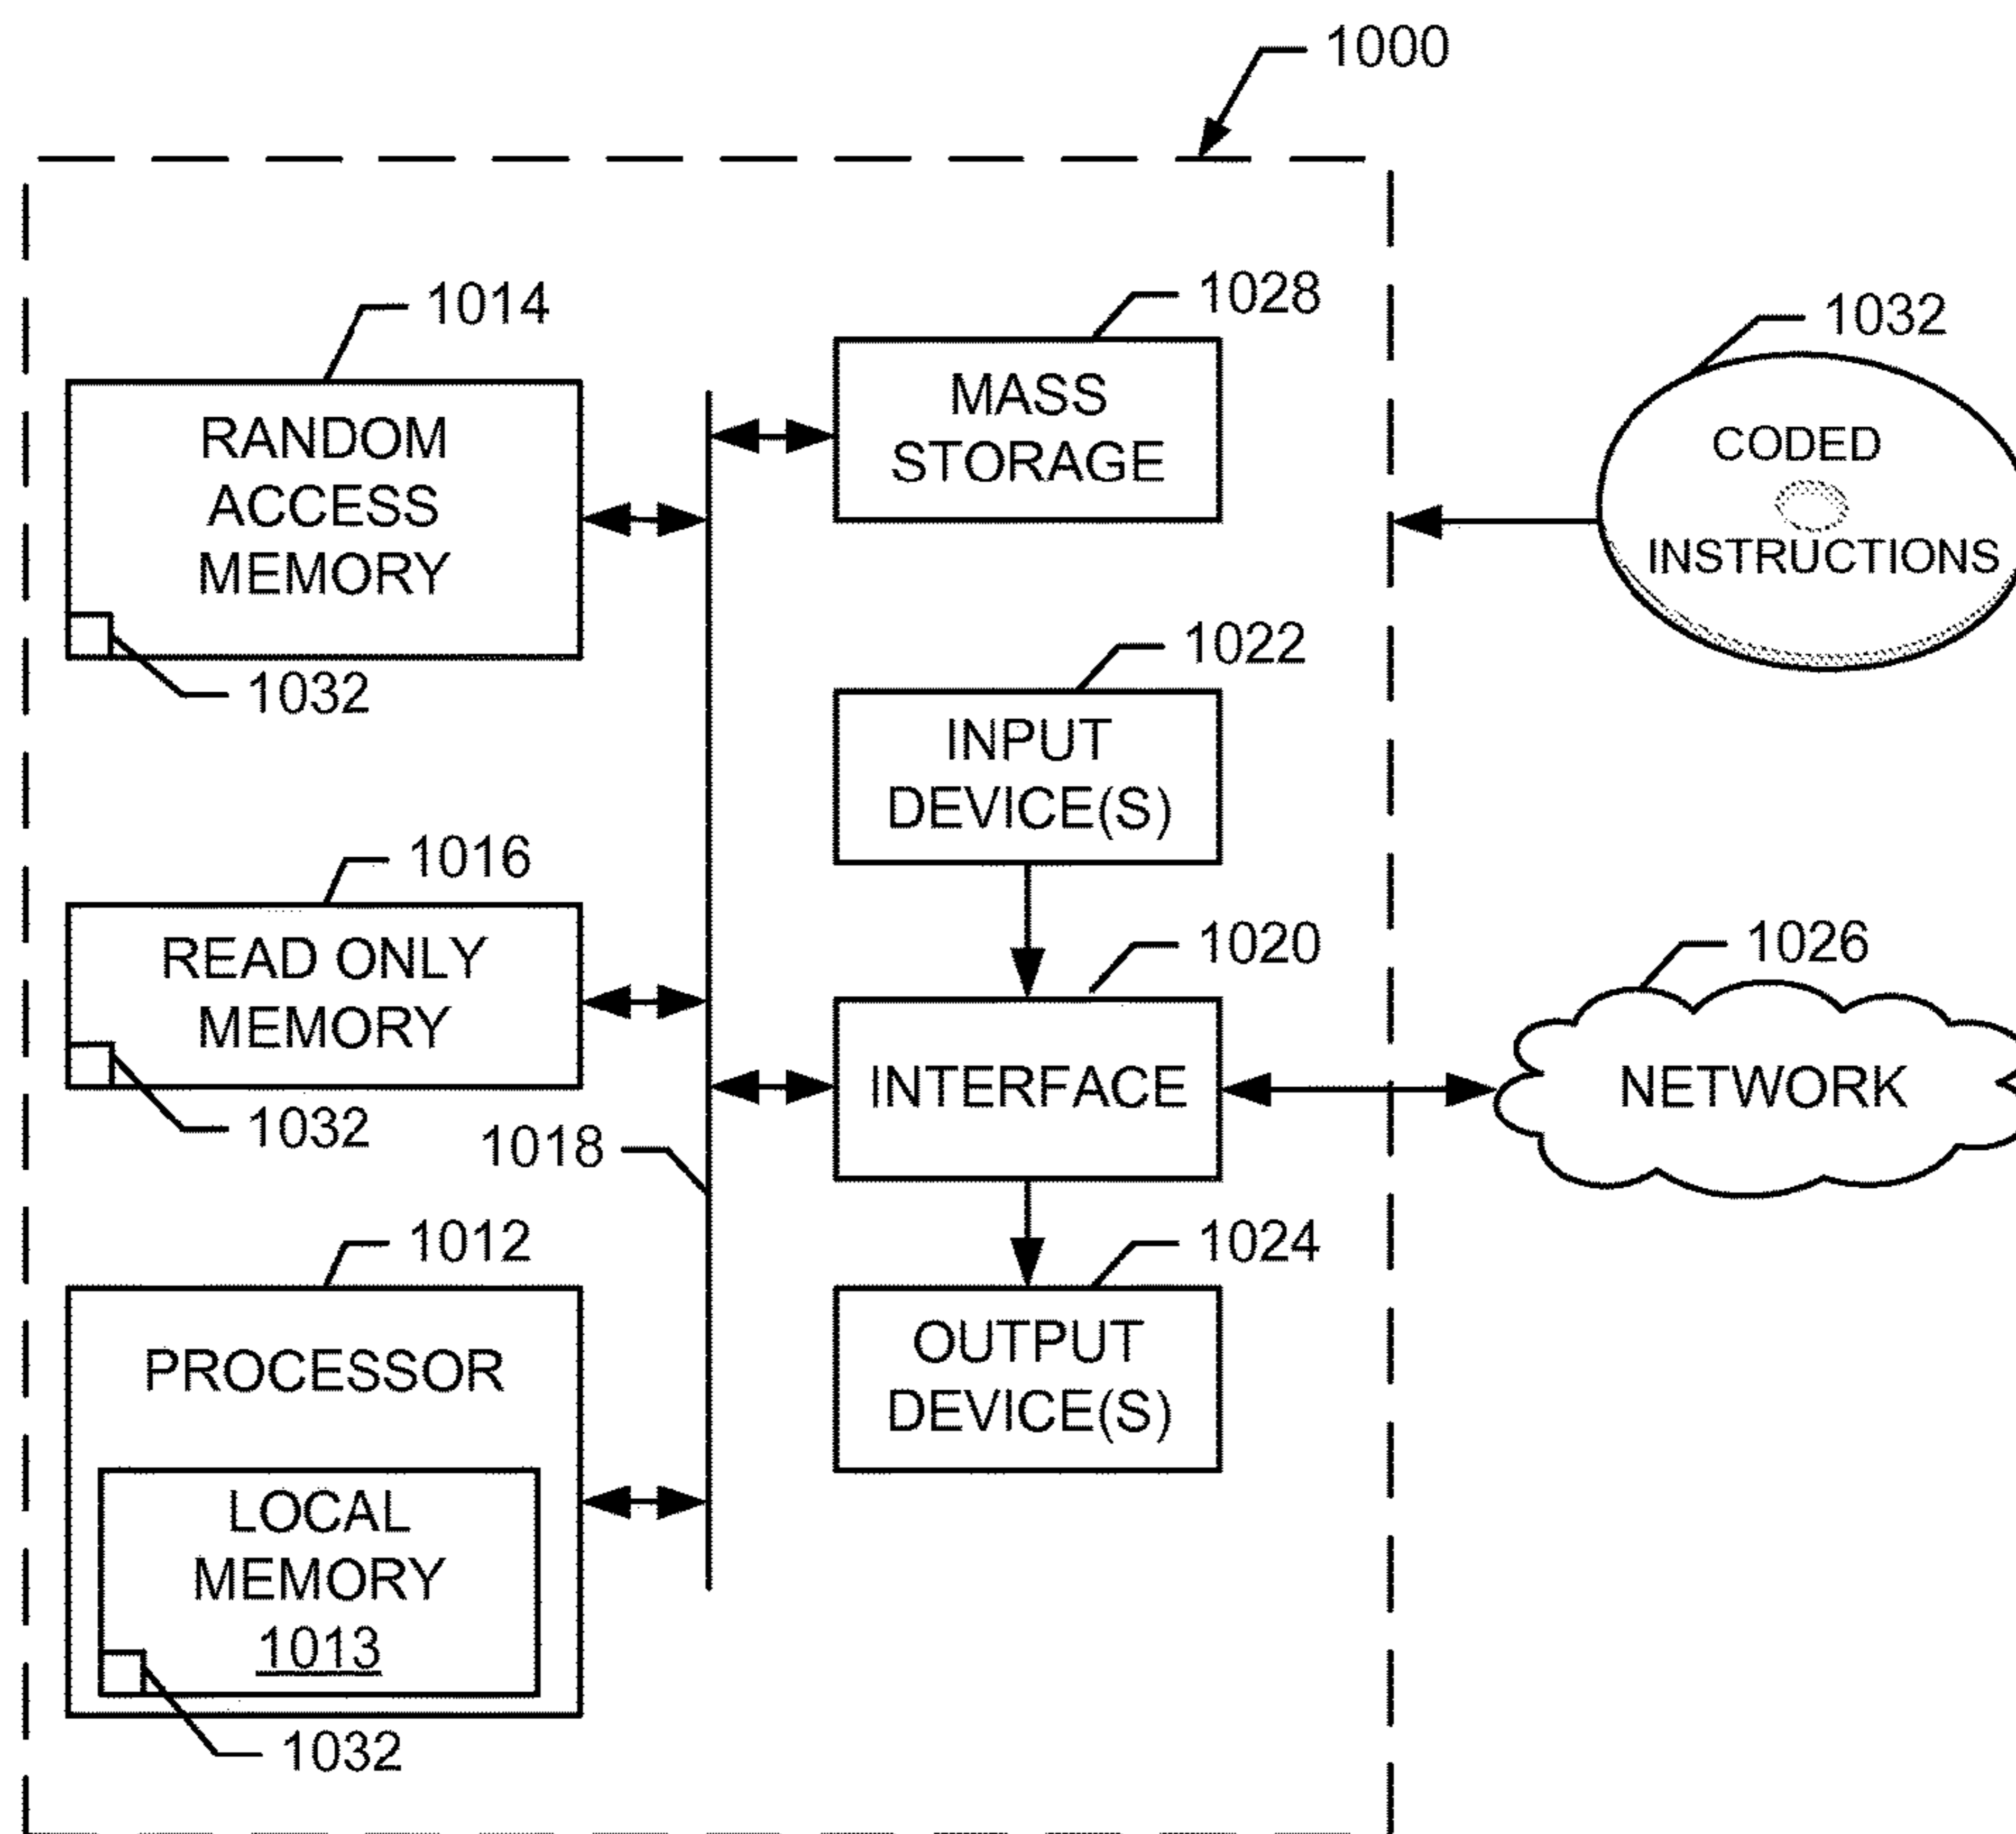 1000
1014
RANDOM
ACCESS
MEMORY
1032
1028
MASS
STORAGE
1032
CODED
INSTRUCTIONS
1022
INPUT
DEVICE(S)
1016
READ ONLY
MEMORY
1032
1018
1020
INTERFACE
1026
NETWORK
1012
PROCESSOR
LOCAL
MEMORY
1013
1032
1024
OUTPUT
DEVICE(S)